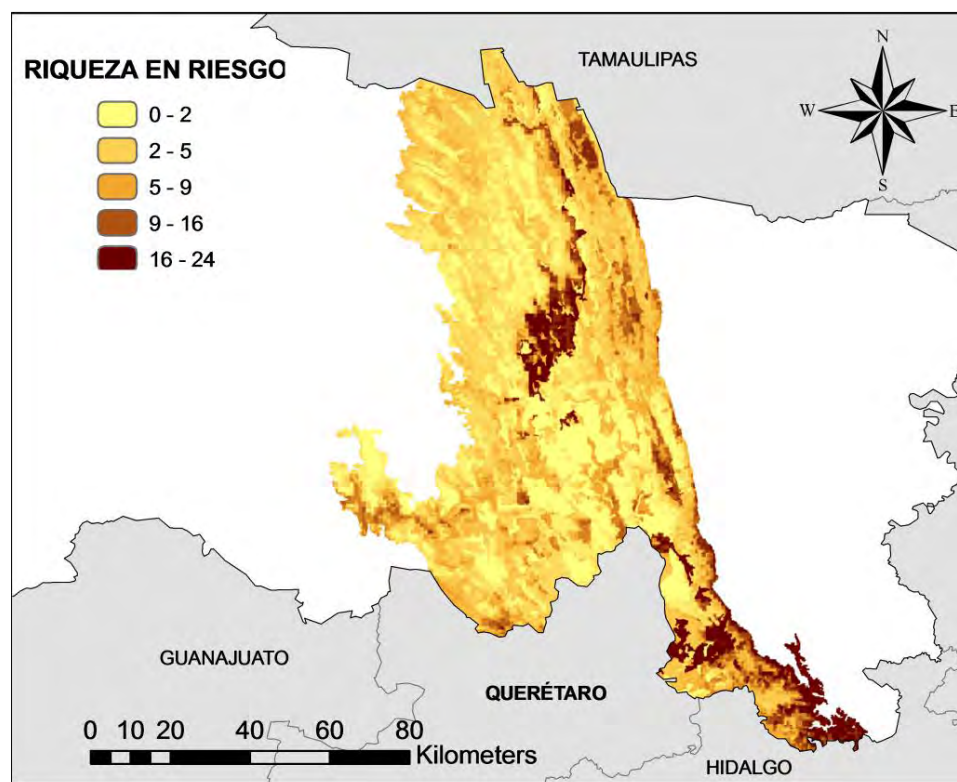 RIQUEZA EN RIESGO
0 - 2
2 - 5
5 - 9
9 - 16
16 - 24
TAMAULIPAS
N
W
E
S
GUANAJUATO
QUERÉTARO
HIDALGO
0 10 20 40 60 80
Kilometers